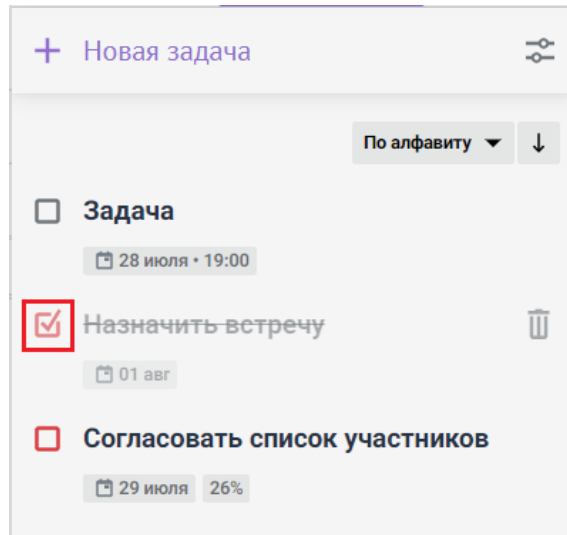 Новая задача
По алфавиту
Задача
28 июля • 19:00
Назначить встречу
01 авг
Согласовать список участников
29 июля 26%